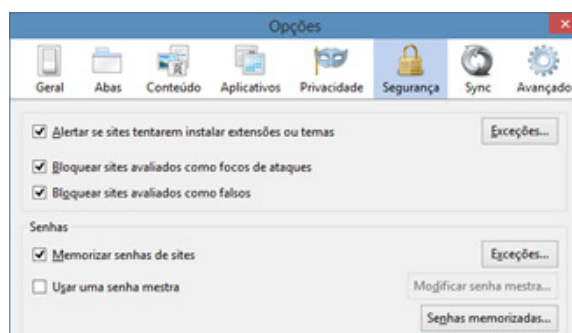 Opções
Geral Abas Conteúdo Aplicativos Privacidade Segurança Sync Avançado
Alertar se sites tentarem instalar extensões ou temas Exceções...
Bloquear sites avaliados como focos de ataques
Bloquear sites avaliados como falsos
Senhas
Memorizar senhas de sites Exceções...
Usar uma senha mestra Modificar senha mestra...
Senhas memorizadas...